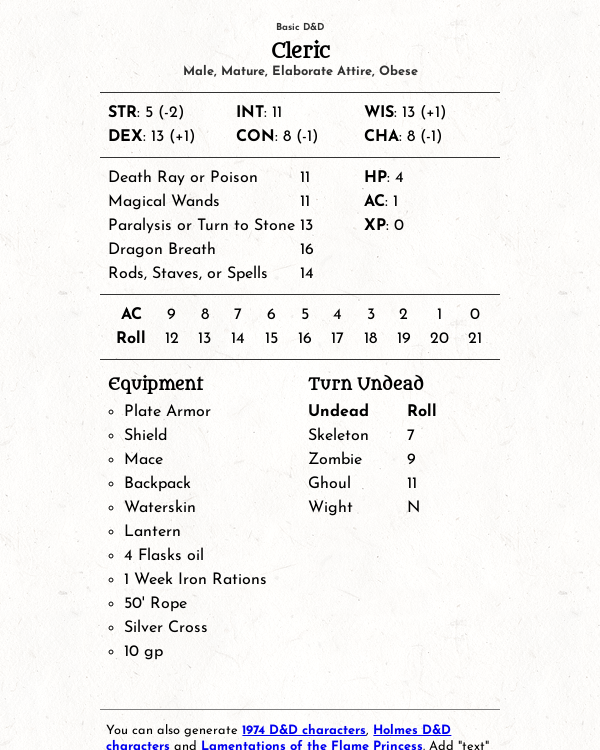 Basic D&D
Cleric
Male, Mature, Elaborate Attire, Obese
STR: 5 (-2) INT: 11 WIS: 13 (+1)
DEX: 13 (+1) CON: 8 (-1) CHA: 8 (-1)
Death Ray or Poison 11 HP: 4
Magical Wands 11 AC: 1
Paralysis or Turn to Stone 13 XP: 0
Dragon Breath 16
Rods, Staves, or Spells 14
AC 9 8 7 6 5 4 3 2 1 0
Roll 12 13 14 15 16 17 18 19 20 21
Equipment
Plate Armor
Shield
Mace
Backpack
Waterskin
Lantern
4 Flasks oil
1 Week Iron Rations
50' Rope
Silver Cross
10 gp
Turn Undead
Undead Roll
Skeleton 7
Zombie 9
Ghoul 11
Wight N
You can also generate 1974 D&D characters, Holmes D&D
characters and Lamentations of the Flame Princess. Add "text"